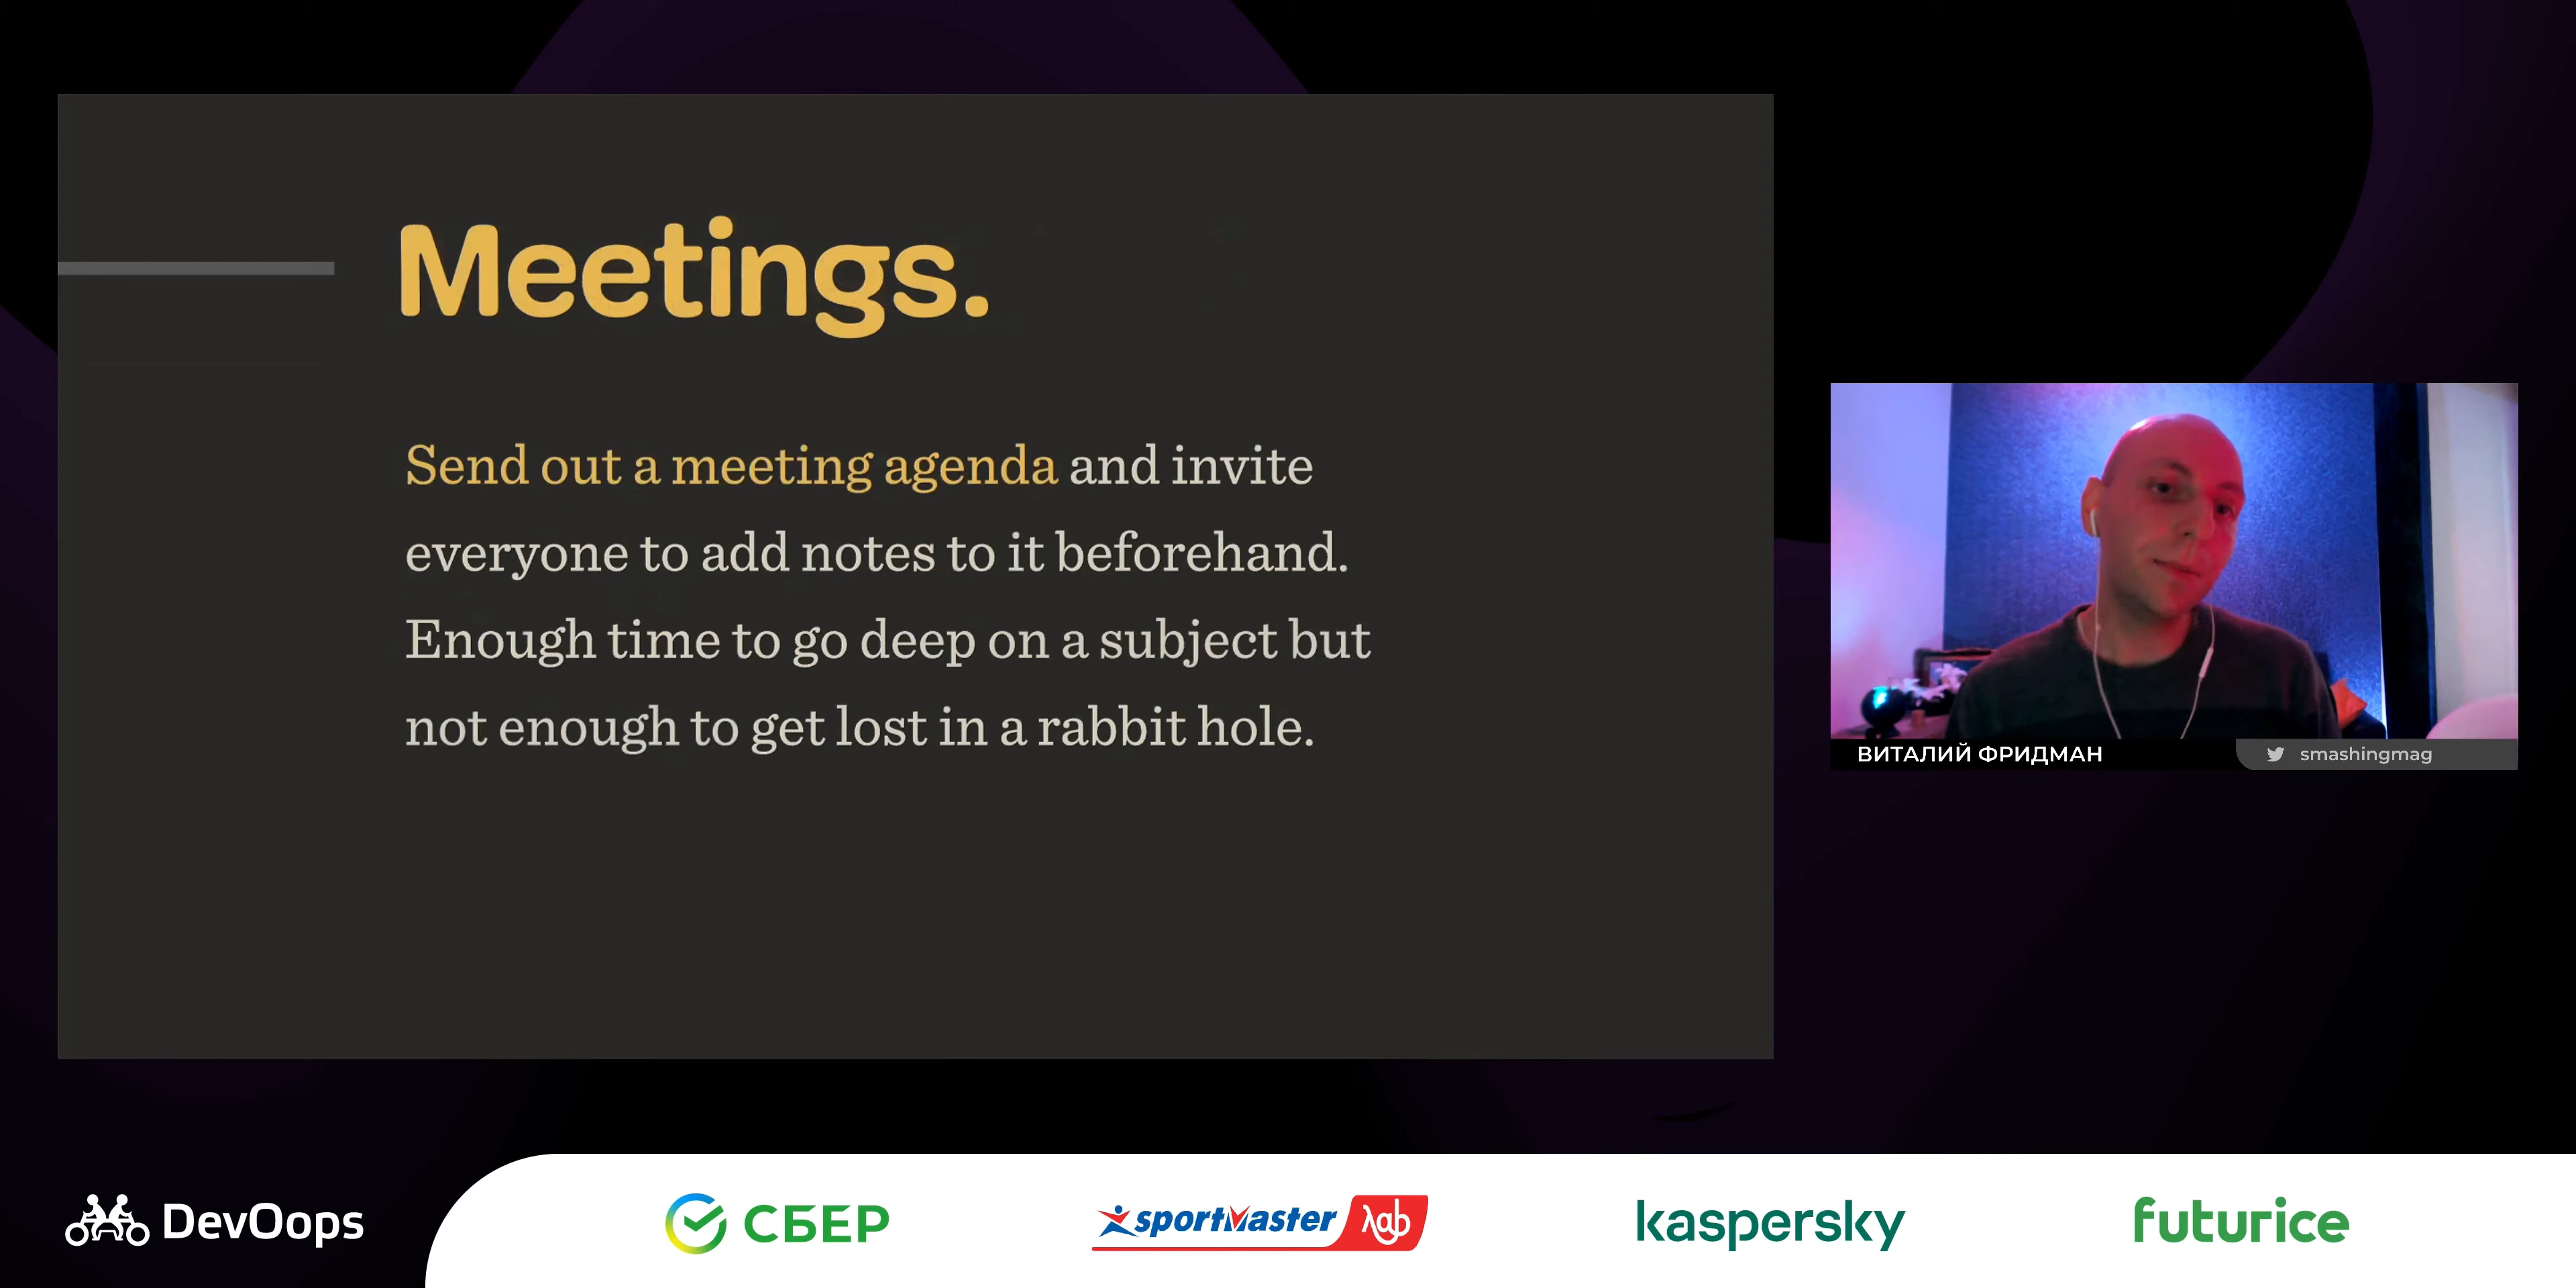 Meetings.
Send out a meeting agenda and invite
everyone to add notes to it beforehand.
Enough time to go deep on a subject but
not enough to get lost in a rabbit hole.
ВИТАЛИЙ ФРИДМАН
smashingmag
DevOops
СБЕР
sportmaster λab
kaspersky
futurice